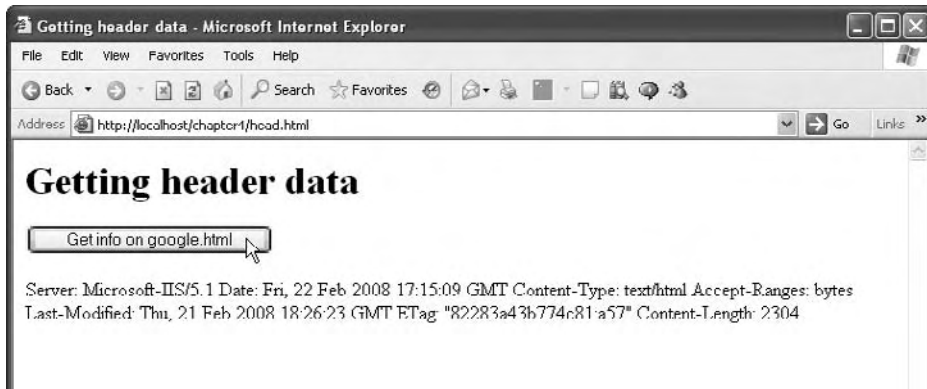 Getting header data - Microsoft Internet Explorer
File Edit View Favorites Tools Help
Back Search Favorites
Address http://localhost/chapter4/head.html Go Links »
Getting header data
Get info on google.html
Server: Microsoft-IIS/5.1 Date: Fri, 22 Feb 2008 17:15:09 GMT Content-Type: text/html Accept-Ranges: bytes
Last-Modified: Thu, 21 Feb 2008 18:26:23 GMT ETag: "82283a43b774c81:a57" Content-Length: 2304